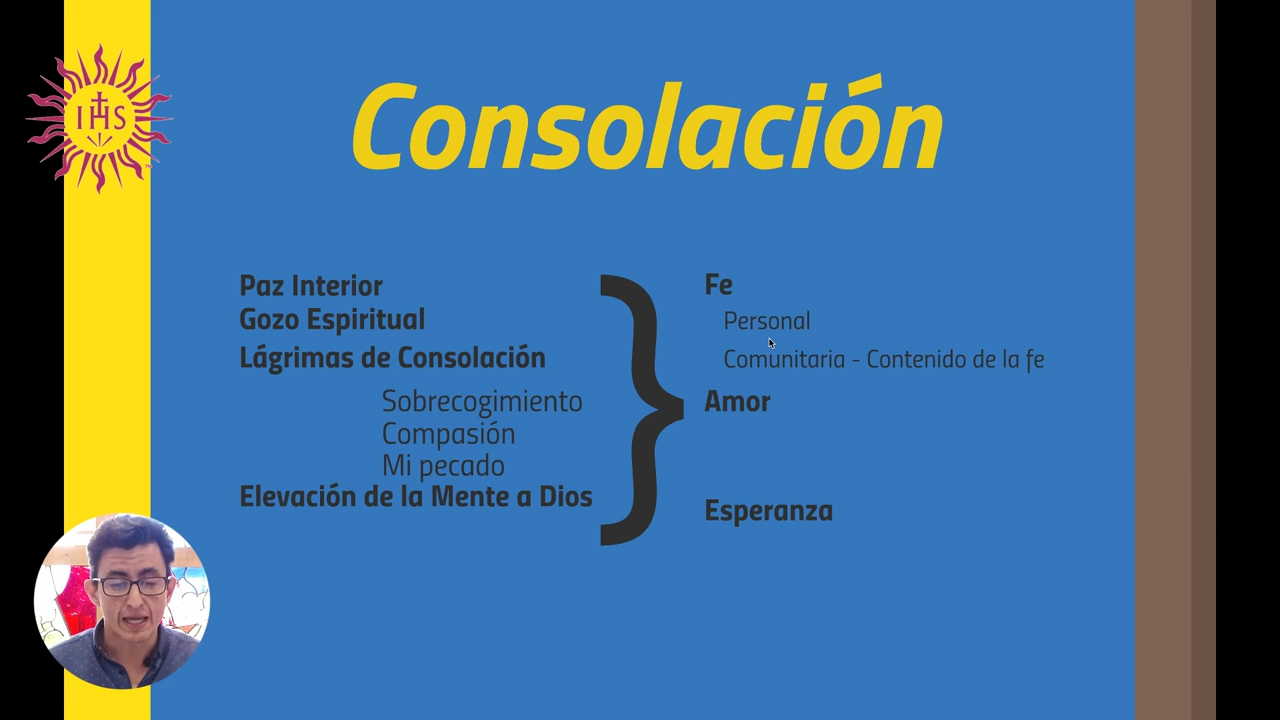 IHS
Consolación
Paz Interior
Gozo Espiritual
Lágrimas de Consolación
Sobrecogimiento
Compasión
Mi pecado
Elevación de la Mente a Dios
}
Fe
Personal
Comunitaria - Contenido de la fe
Amor
Esperanza